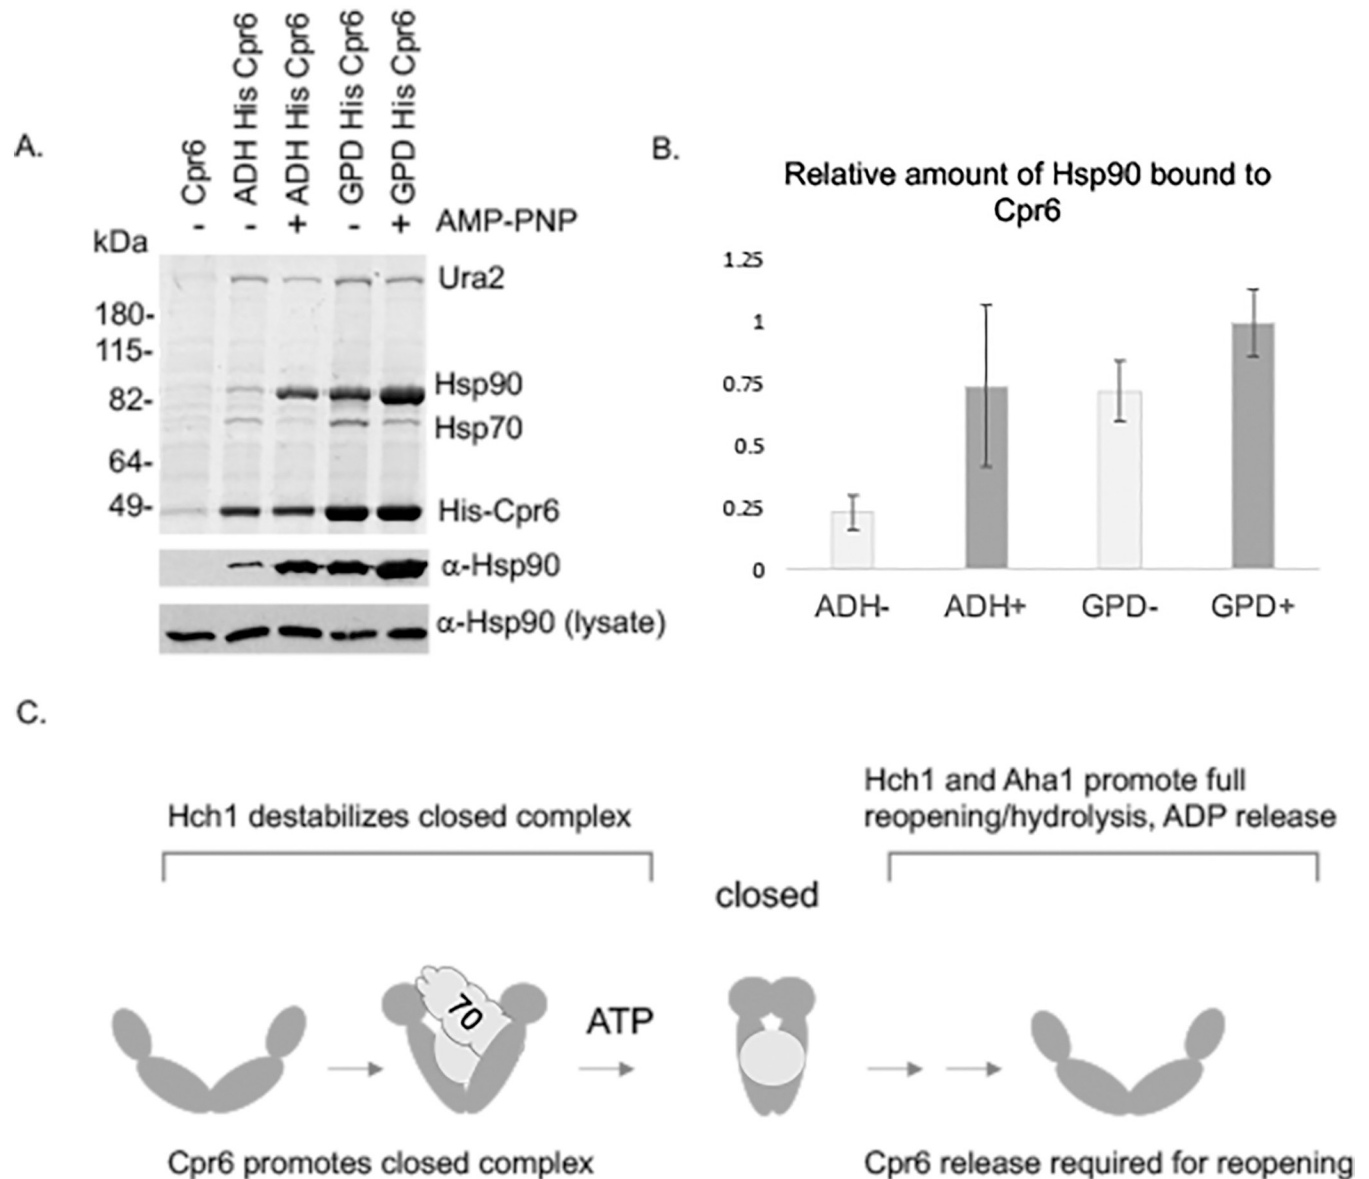 A.
Cpr6
ADH His Cpr6
ADH His Cpr6
GPD His Cpr6
GPD His Cpr6
- - + - + AMP-PNP
kDa
180-
115-
82-
64-
49-
Ura2
Hsp90
Hsp70
His-Cpr6
α-Hsp90
α-Hsp90 (lysate)
B.
Relative amount of Hsp90 bound to
Cpr6
1.25
1
0.75
0.5
0.25
0
ADH- ADH+ GPD- GPD+
C.
Hch1 destabilizes closed complex
Hch1 and Aha1 promote full
reopening/hydrolysis, ADP release
closed
70
ATP
Cpr6 promotes closed complex
Cpr6 release required for reopening